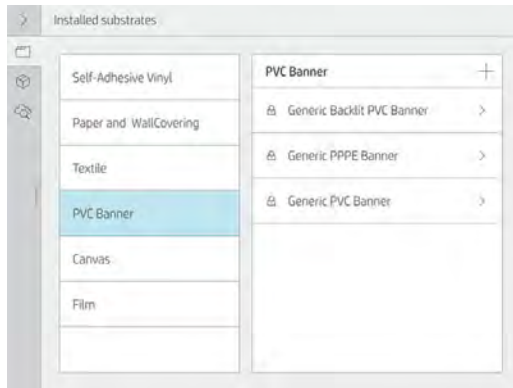 Installed substrates
Self-Adhesive Vinyl
Paper and WallCovering
Textile
PVC Banner
Canvas
Film
PVC Banner
Generic Backlit PVC Banner
Generic PPPE Banner
Generic PVC Banner